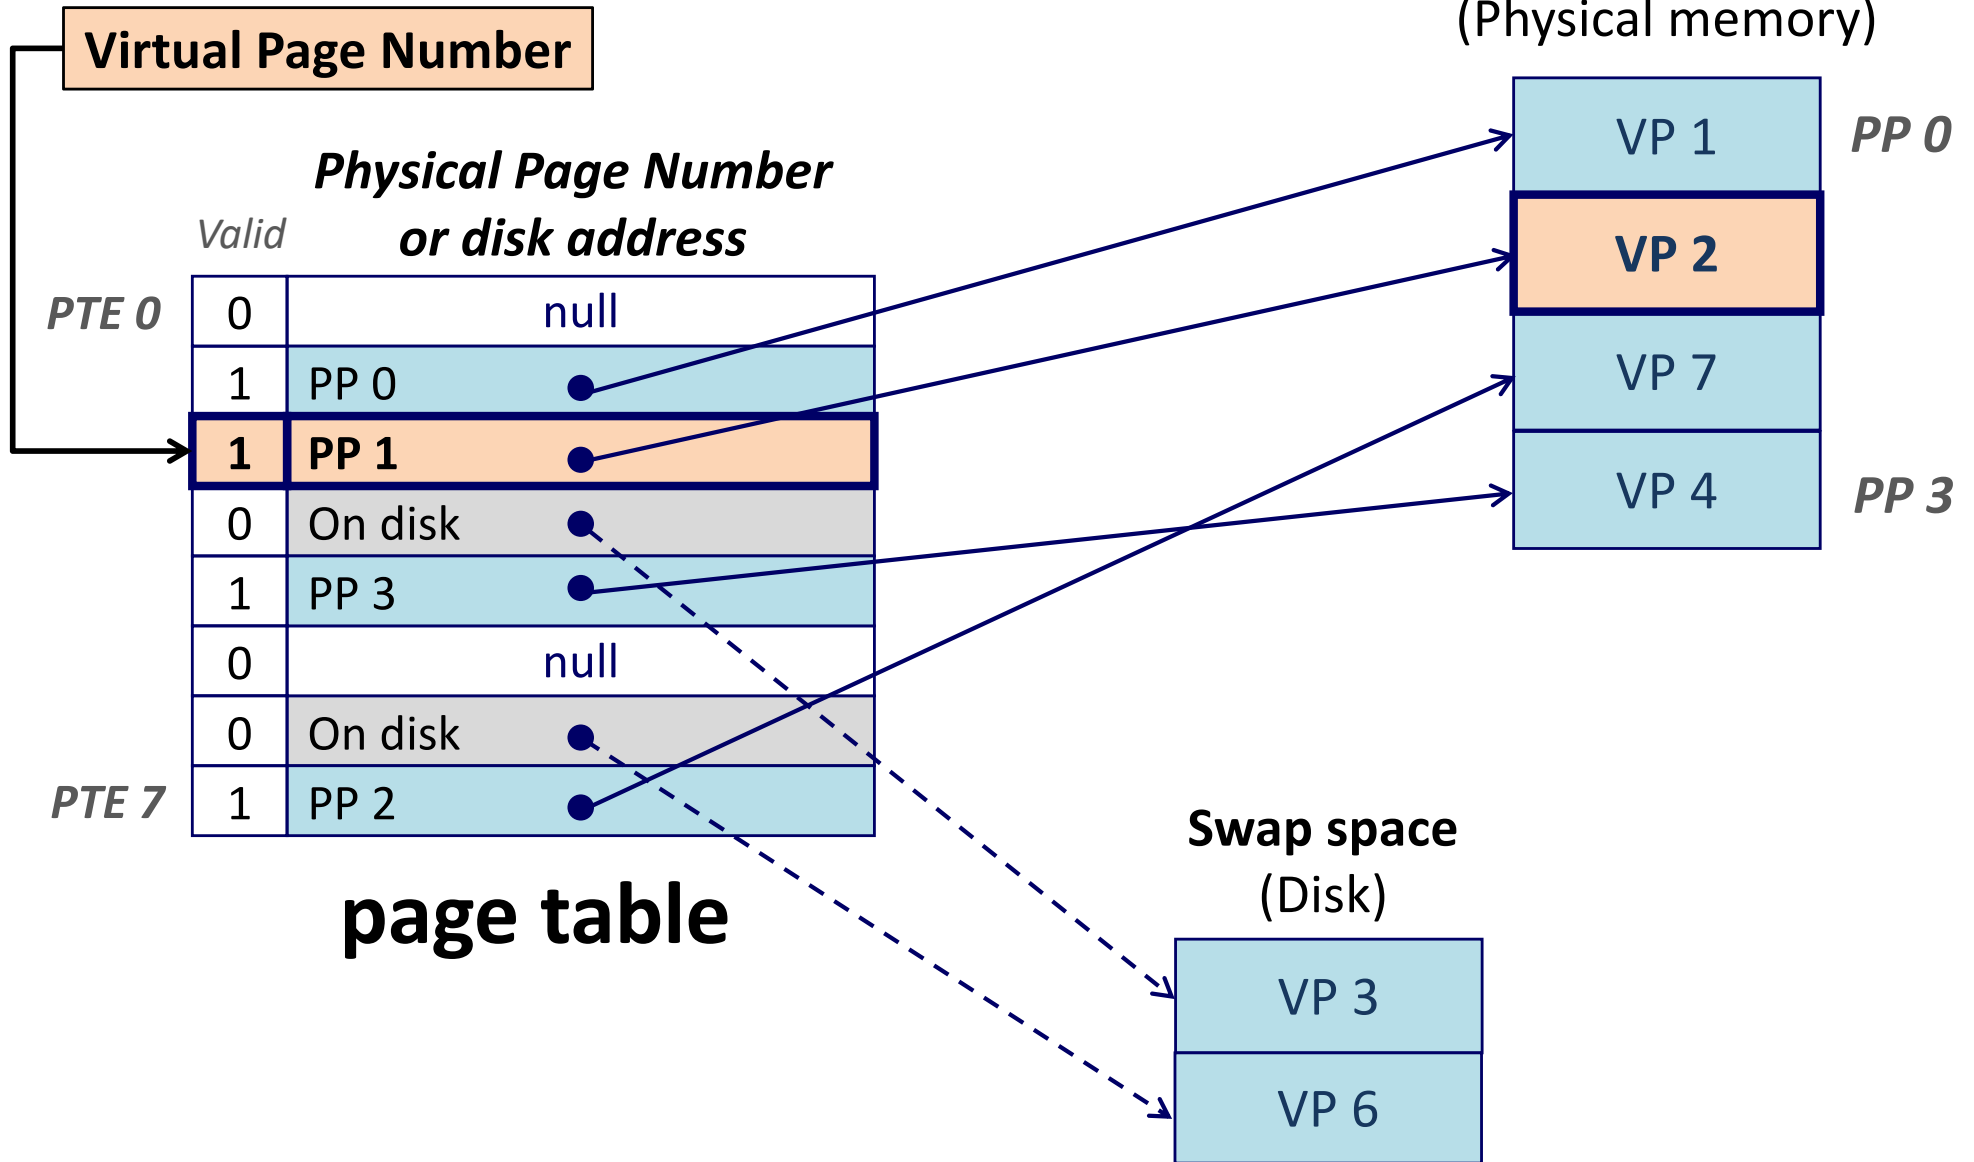 (Physical memory)
Virtual Page Number
VP 1 PP 0
Physical Page Number
or disk address
Valid
VP 2
PTE 0 0 null
VP 7
1 PP 0
1 PP 1
VP 4 PP 3
0 On disk
1 PP 3
0 null
0 On disk
PTE 7 1 PP 2
page table
Swap space
(Disk)
VP 3
VP 6